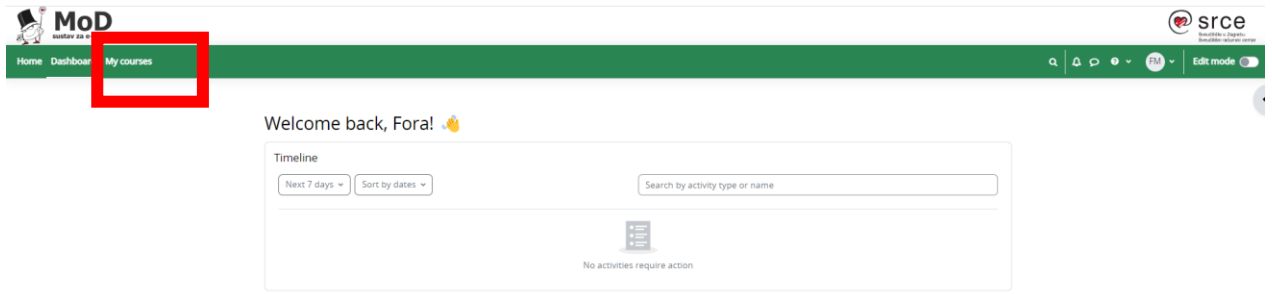 MoD
srce
sustav za e-
Home Dashboar My courses FM Edit mode
Welcome back, Fora! 👋
Timeline
Next 7 days Sort by dates Search by activity type or name
No activities require action